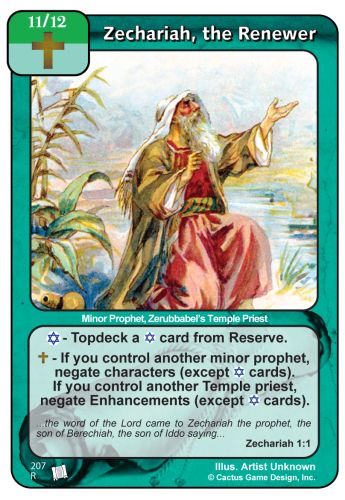 11/12
Zechariah, the Renewer
Minor Prophet, Zerubbabel's Temple Priest
✡ - Topdeck a ✡ card from Reserve.
✝ - If you control another minor prophet,
negate characters (except ✡ cards).
If you control another Temple priest,
negate Enhancements (except ✡ cards).
...the word of the Lord came to Zechariah the prophet, the
son of Berechiah, the son of Iddo saying...
Zechariah 1:1
207
R
Illus. Artist Unknown
© Cactus Game Design, Inc.